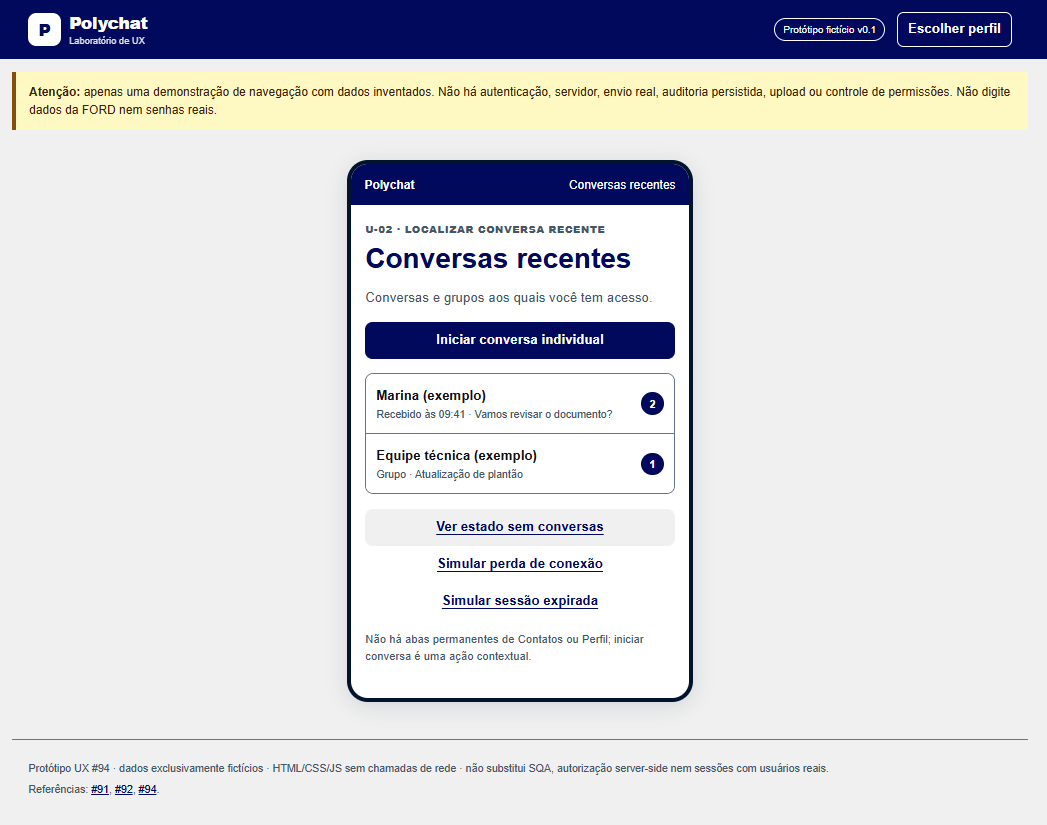 P
Polychat
Laboratório de UX
Protótipo fictício v0.1
Escolher perfil
Atenção: apenas uma demonstração de navegação com dados inventados. Não há autenticação, servidor, envio real, auditoria persistida, upload ou controle de permissões. Não digite
dados da FORD nem senhas reais.
Polychat
Conversas recentes
U-02 · LOCALIZAR CONVERSA RECENTE
Conversas recentes
Conversas e grupos aos quais você tem acesso.
Iniciar conversa individual
Marina (exemplo)
Recebido às 09:41 · Vamos revisar o documento?
2
Equipe técnica (exemplo)
Grupo · Atualização de plantão
1
Ver estado sem conversas
Simular perda de conexão
Simular sessão expirada
Não há abas permanentes de Contatos ou Perfil; iniciar
conversa é uma ação contextual.
Protótipo UX #94 · dados exclusivamente fictícios · HTML/CSS/JS sem chamadas de rede · não substitui SQA, autorização server-side nem sessões com usuários reais.
Referências: #91, #92, #94.